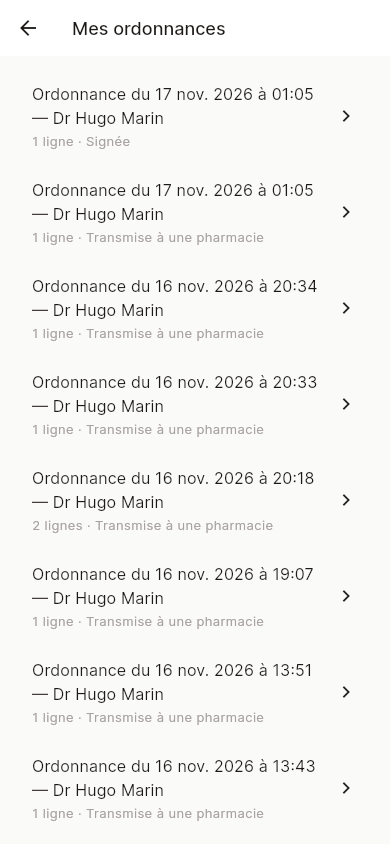 Mes ordonnances
Ordonnance du 17 nov. 2026 à 01:05
— Dr Hugo Marin
1 ligne · Signée
Ordonnance du 17 nov. 2026 à 01:05
— Dr Hugo Marin
1 ligne · Transmise à une pharmacie
Ordonnance du 16 nov. 2026 à 20:34
— Dr Hugo Marin
1 ligne · Transmise à une pharmacie
Ordonnance du 16 nov. 2026 à 20:33
— Dr Hugo Marin
1 ligne · Transmise à une pharmacie
Ordonnance du 16 nov. 2026 à 20:18
— Dr Hugo Marin
2 lignes · Transmise à une pharmacie
Ordonnance du 16 nov. 2026 à 19:07
— Dr Hugo Marin
1 ligne · Transmise à une pharmacie
Ordonnance du 16 nov. 2026 à 13:51
— Dr Hugo Marin
1 ligne · Transmise à une pharmacie
Ordonnance du 16 nov. 2026 à 13:43
— Dr Hugo Marin
1 ligne · Transmise à une pharmacie